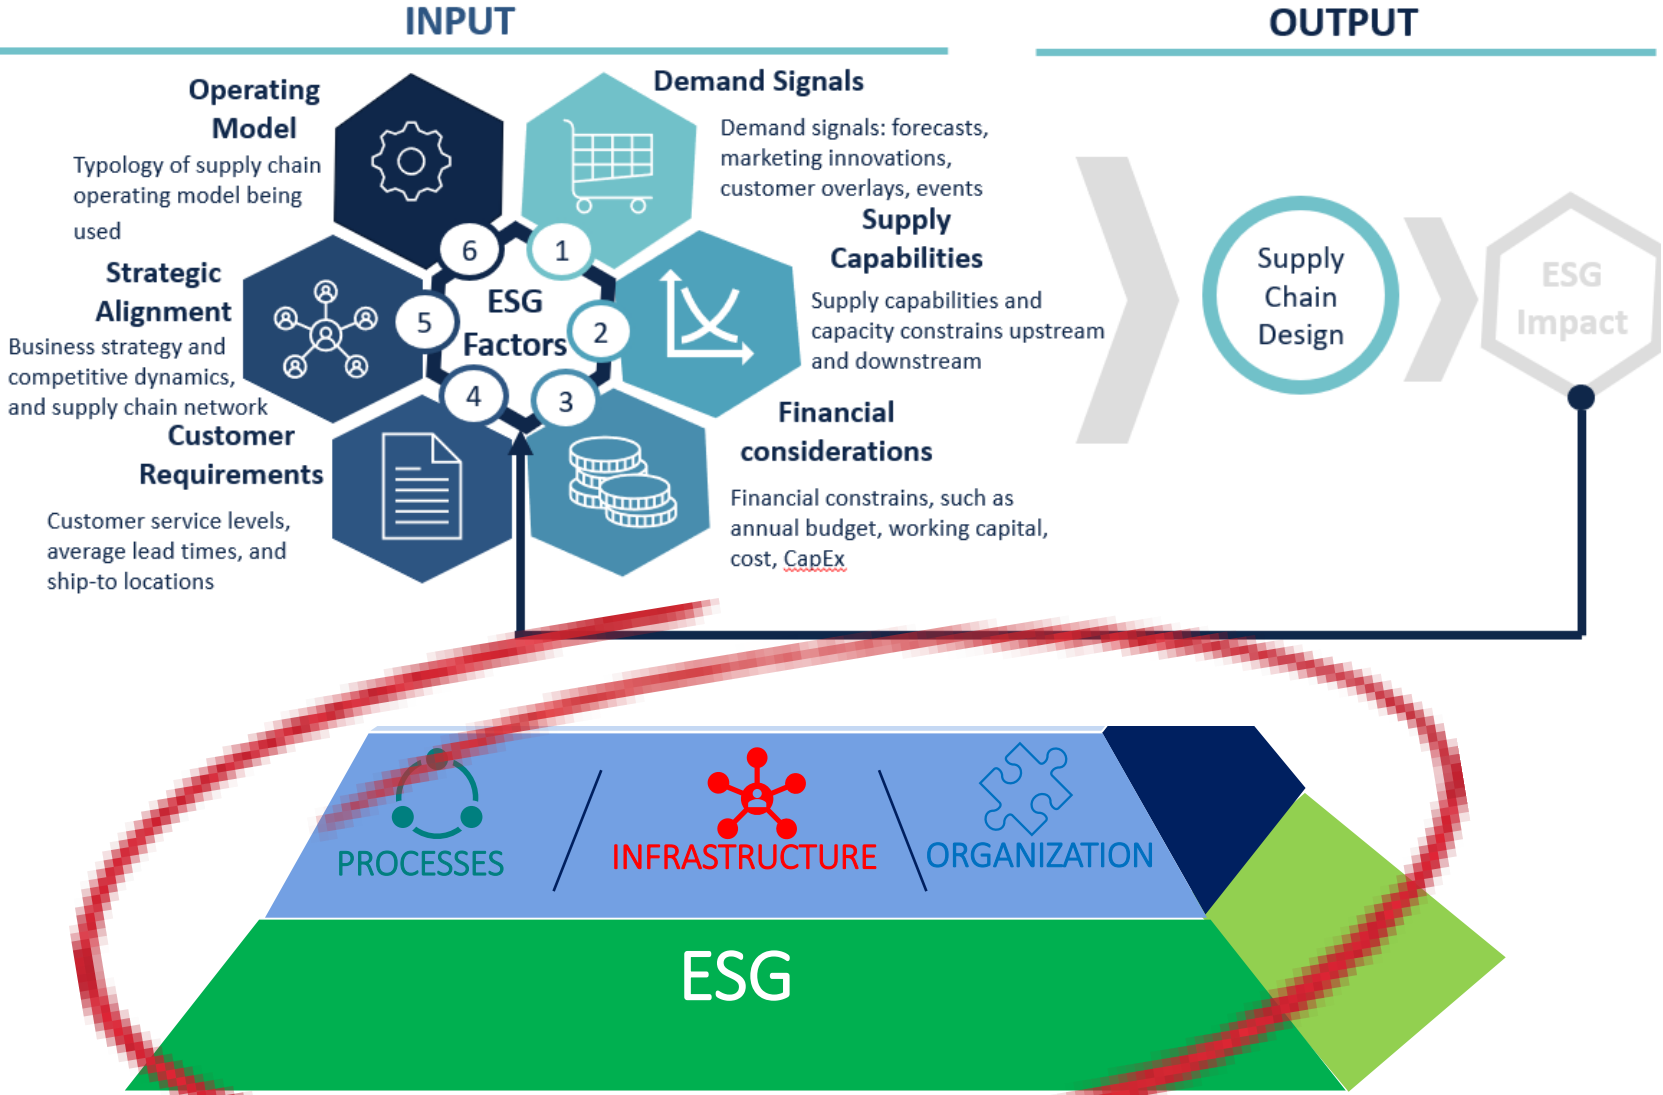 INPUT
OUTPUT
Operating
Model
Typology of supply chain
operating model being
used
Demand Signals
Demand signals: forecasts,
marketing innovations,
customer overlays, events
Strategic
Alignment
Business strategy and
competitive dynamics,
and supply chain network
Supply
Capabilities
Supply capabilities and
capacity constrains upstream
and downstream
Customer
Requirements
Customer service levels,
average lead times, and
ship-to locations
Financial
considerations
Financial constrains, such as
annual budget, working capital,
cost, CapEx
6
1
5
2
4
3
ESG
Factors
Supply
Chain
Design
ESG
Impact
PROCESSES
INFRASTRUCTURE
ORGANIZATION
ESG